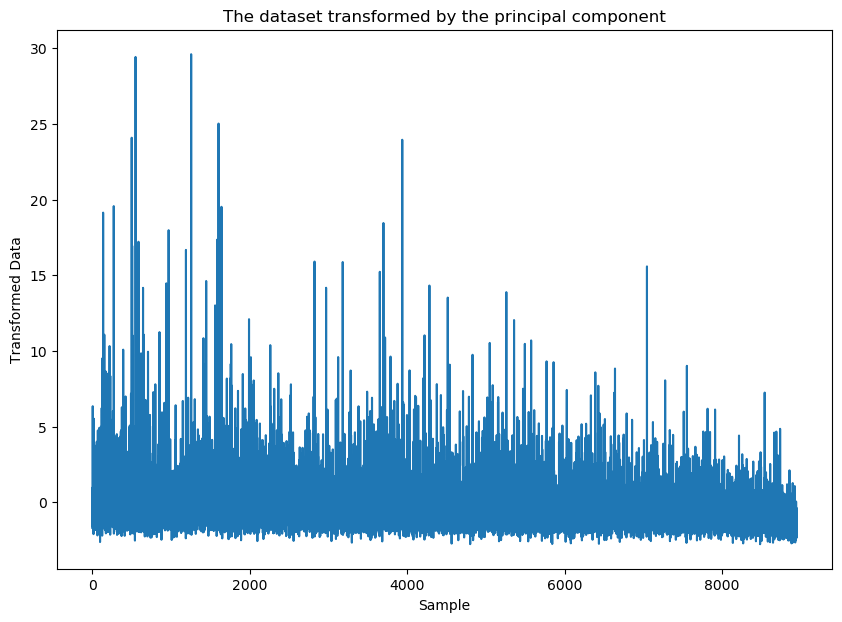 The dataset transformed by the principal component
Transformed Data
30
25
20
15
10
5
0
0 2000 4000 6000 8000
Sample